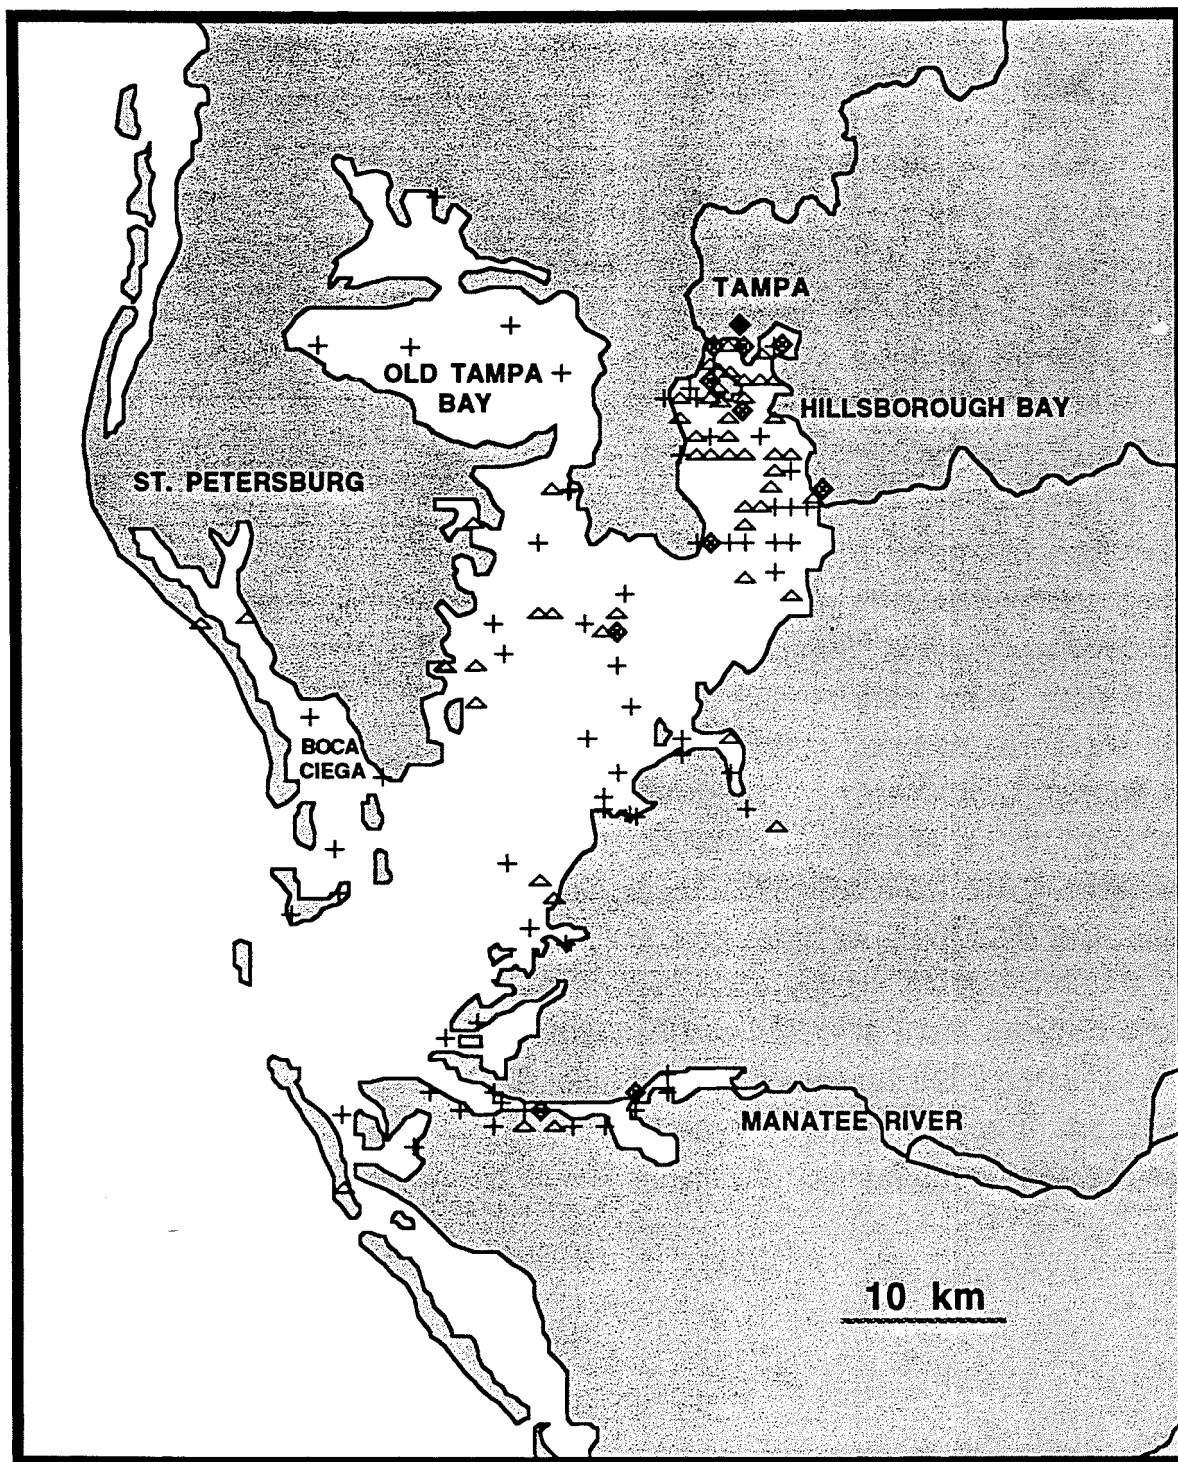 TAMPA
OLD TAMPA
BAY
HILLSBOROUGH BAY
ST. PETERSBURG
BOCA
CIEGA
MANATEE RIVER
10 km